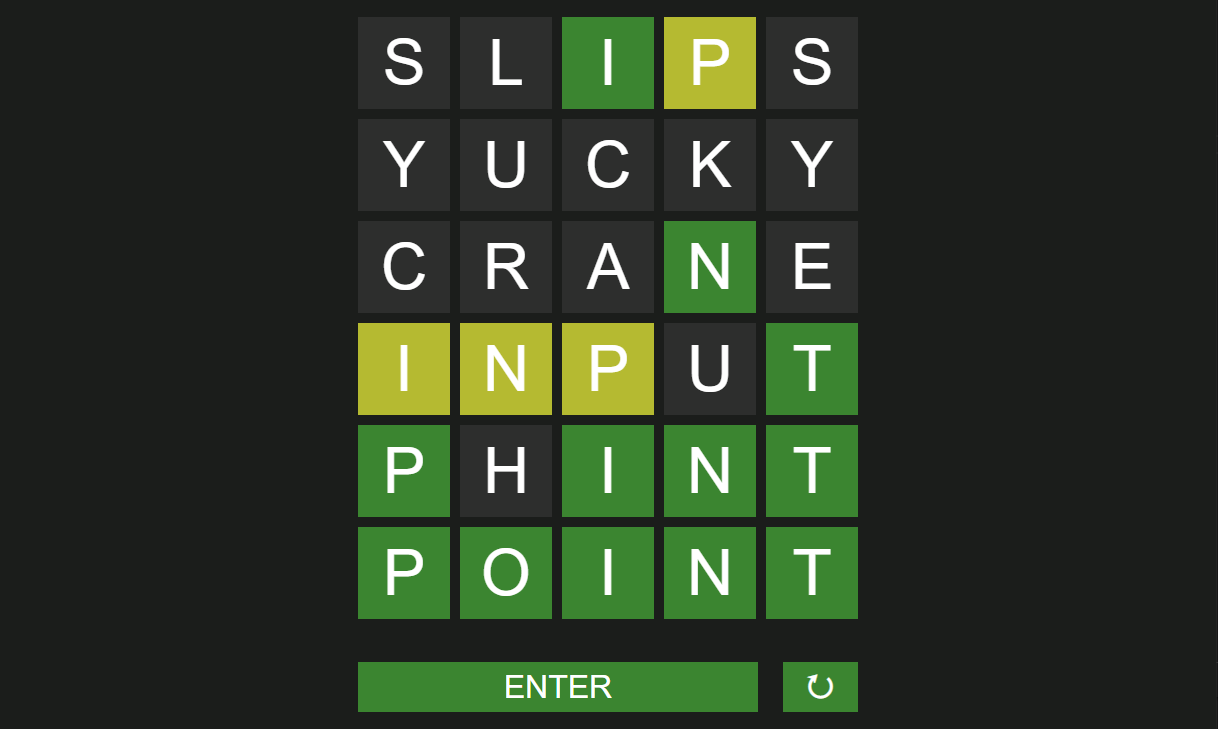 SLIPS
YUCKY
CRANE
INPUT
PHINT
POINT
ENTER ↻